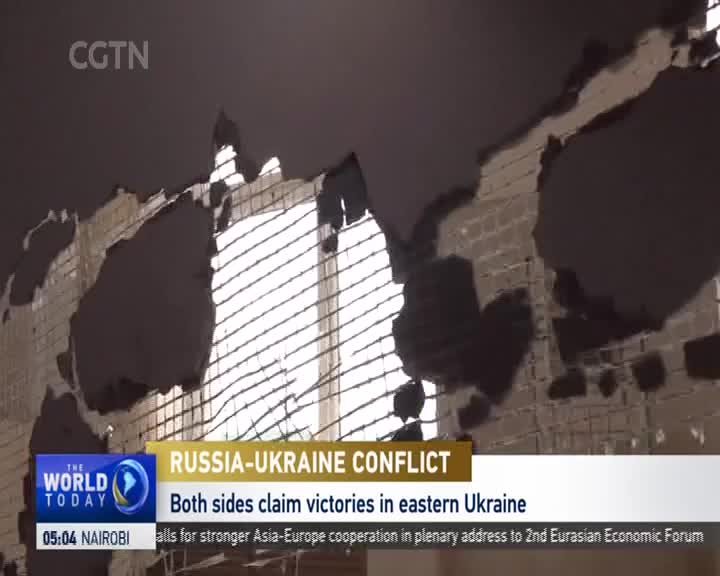 CGTN
RUSSIA-UKRAINE CONFLICT
Both sides claim victories in eastern Ukraine
THE
WORLD
TODAY
05:04 NAIROBI
for stronger Asia-Europe cooperation in plenary address to 2nd Eurasian Economic Forum